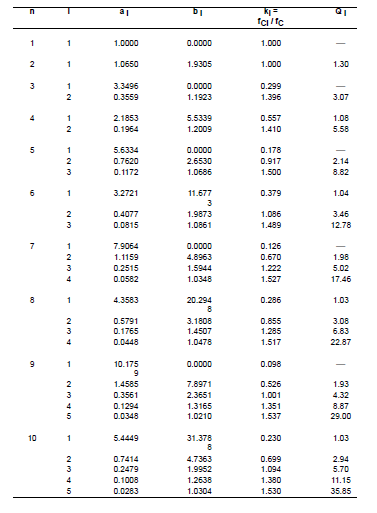 n i a i b i ki = Q i
fCi / fC
1 1 1.0000 0.0000 1.000 —
2 1 1.0650 1.9305 1.000 1.30
3 1 3.3496 0.0000 0.299 —
2 0.3559 1.1923 1.396 3.07
4 1 2.1853 5.5339 0.557 1.08
2 0.1964 1.2009 1.410 5.58
5 1 5.6334 0.0000 0.178 —
2 0.7620 2.6530 0.917 2.14
3 0.1172 1.0686 1.500 8.82
6 1 3.2721 11.677 0.379 1.04
3
2 0.4077 1.9873 1.086 3.46
3 0.0815 1.0861 1.489 12.78
7 1 7.9064 0.0000 0.126 —
2 1.1159 4.8963 0.670 1.98
3 0.2515 1.5944 1.222 5.02
4 0.0582 1.0348 1.527 17.46
8 1 4.3583 20.294 0.286 1.03
8
2 0.5791 3.1808 0.855 3.08
3 0.1765 1.4507 1.285 6.83
4 0.0448 1.0478 1.517 22.87
9 1 10.175 0.0000 0.098 —
9
2 1.4585 7.8971 0.526 1.93
3 0.3561 2.3651 1.001 4.32
4 0.1294 1.3165 1.351 8.87
5 0.0348 1.0210 1.537 29.00
10 1 5.4449 31.378 0.230 1.03
8
2 0.7414 4.7363 0.699 2.94
3 0.2479 1.9952 1.094 5.70
4 0.1008 1.2638 1.380 11.15
5 0.0283 1.0304 1.530 35.85